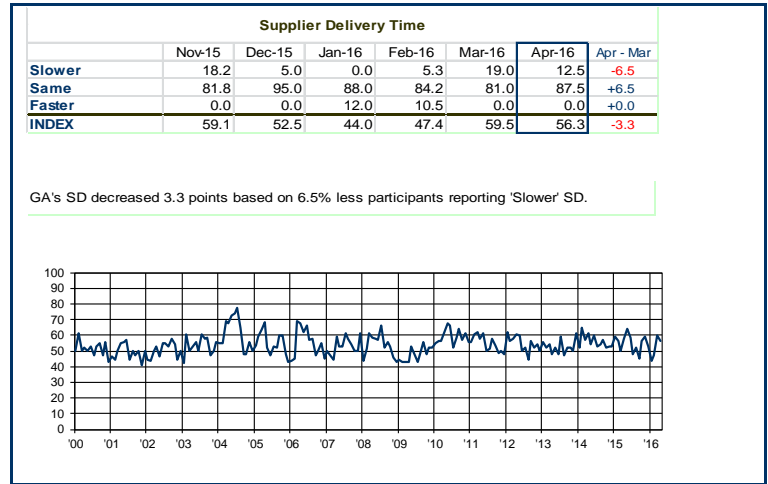 Supplier Delivery Time
Nov-15 Dec-15 Jan-16 Feb-16 Mar-16 Apr-16 Apr - Mar
Slower 18.2 5.0 0.0 5.3 19.0 12.5 -6.5
Same 81.8 95.0 88.0 84.2 81.0 87.5 +6.5
Faster 0.0 0.0 12.0 10.5 0.0 0.0 +0.0
INDEX 59.1 52.5 44.0 47.4 59.5 56.3 -3.3
GA's SD decreased 3.3 points based on 6.5% less participants reporting 'Slower' SD.
100
90
80
70
60
50
40
30
20
10
0
'00 '01 '02 '03 '04 '05 '06 '07 '08 '09 '10 '11 '12 '13 '14 '15 '16